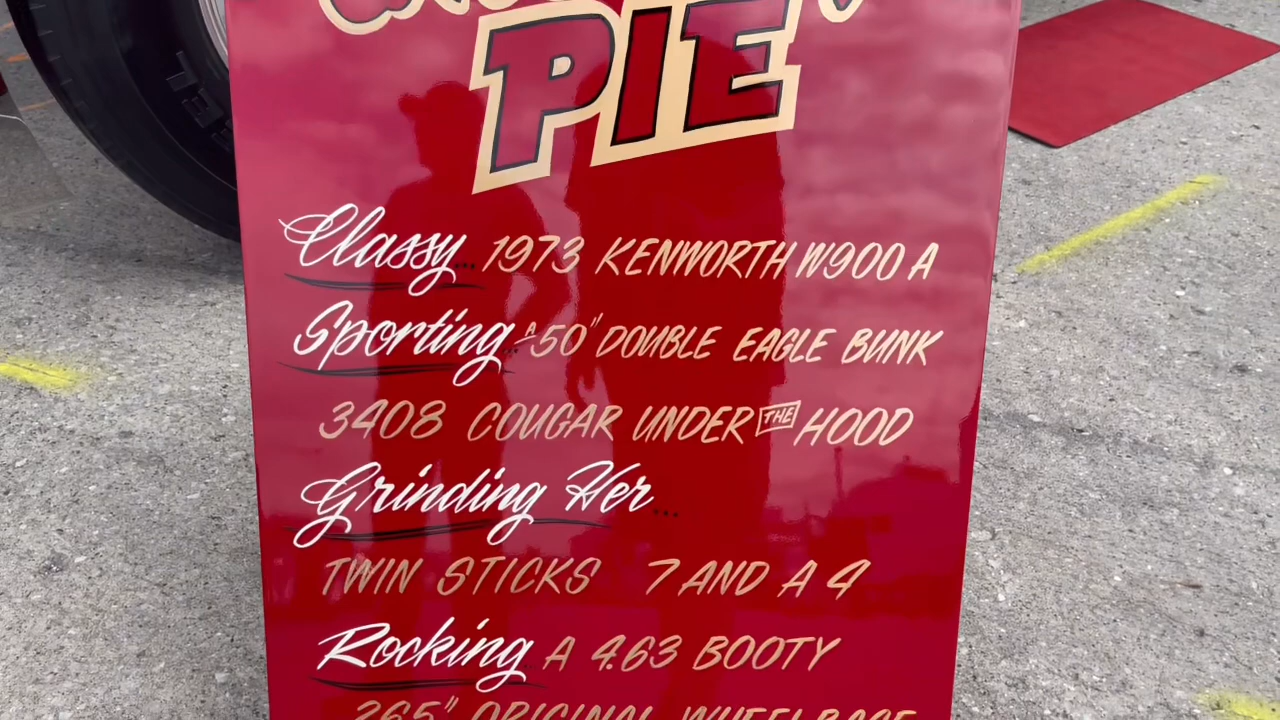 PIE
Classy... 1973 KENWORTH W900 A
Sporting... A 50" DOUBLE EAGLE BUNK
3408 COUGAR UNDER THE HOOD
Grinding Her...
TWIN STICKS 7 AND A 4
Rocking... A 4.63 BOOTY
265" ORIGINAL WHEELBASE